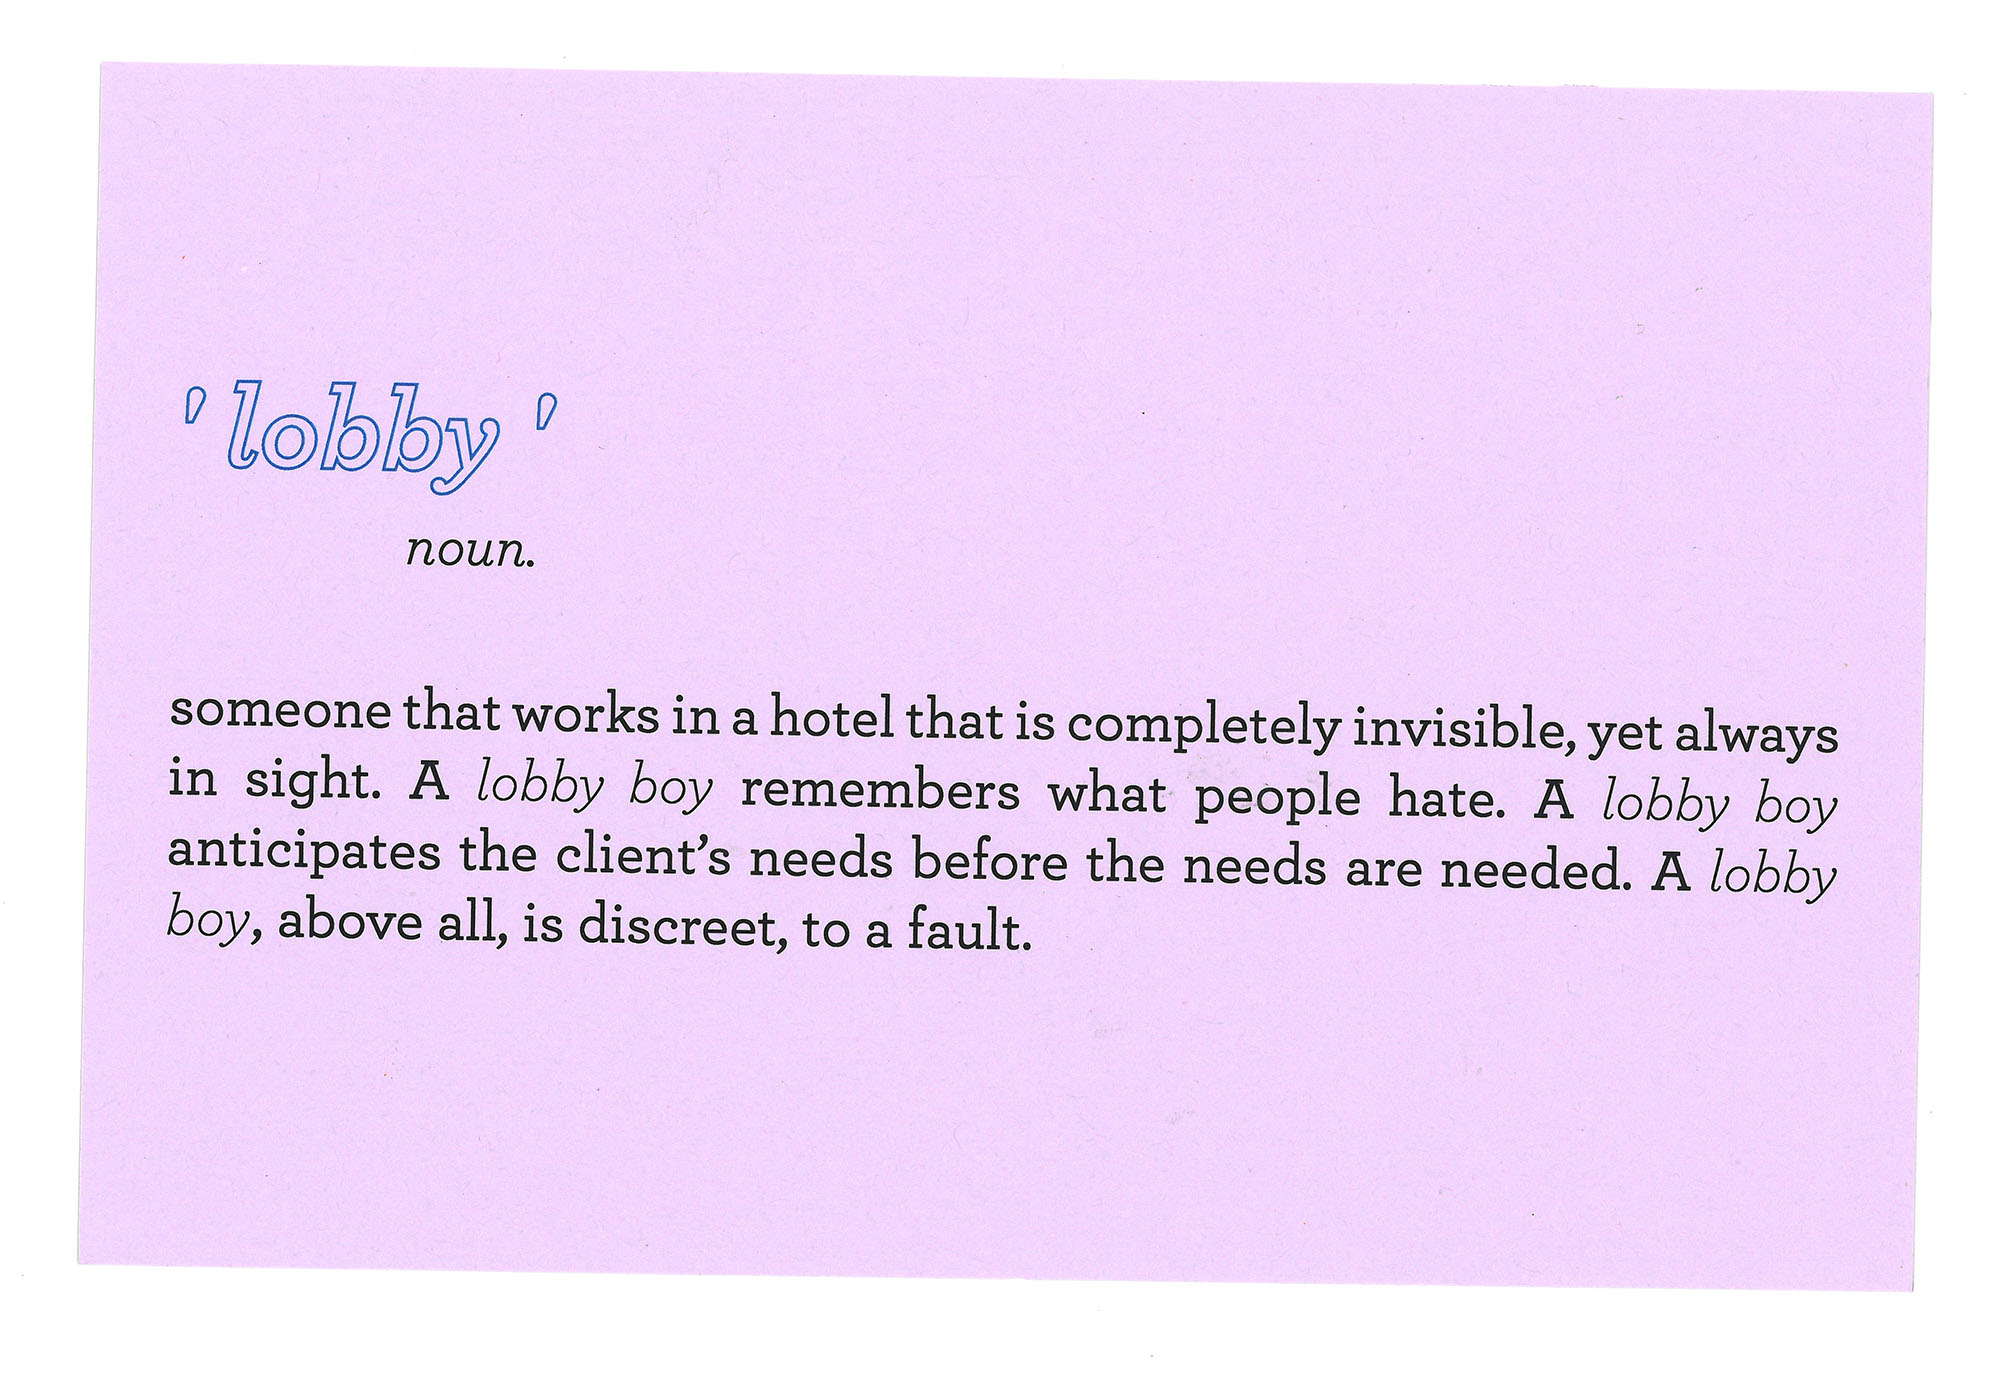 ' lobby '
noun.
someone that works in a hotel that is completely invisible, yet always
in sight. A lobby boy remembers what people hate. A lobby boy
anticipates the client’s needs before the needs are needed. A lobby
boy, above all, is discreet, to a fault.